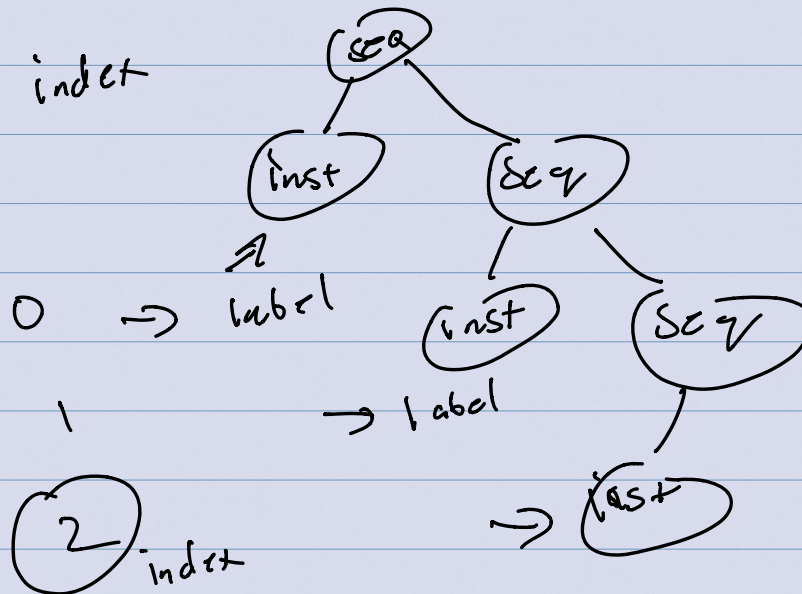 seq
index
inst seq
0 → label inst seq
1 → label
2 index → inst